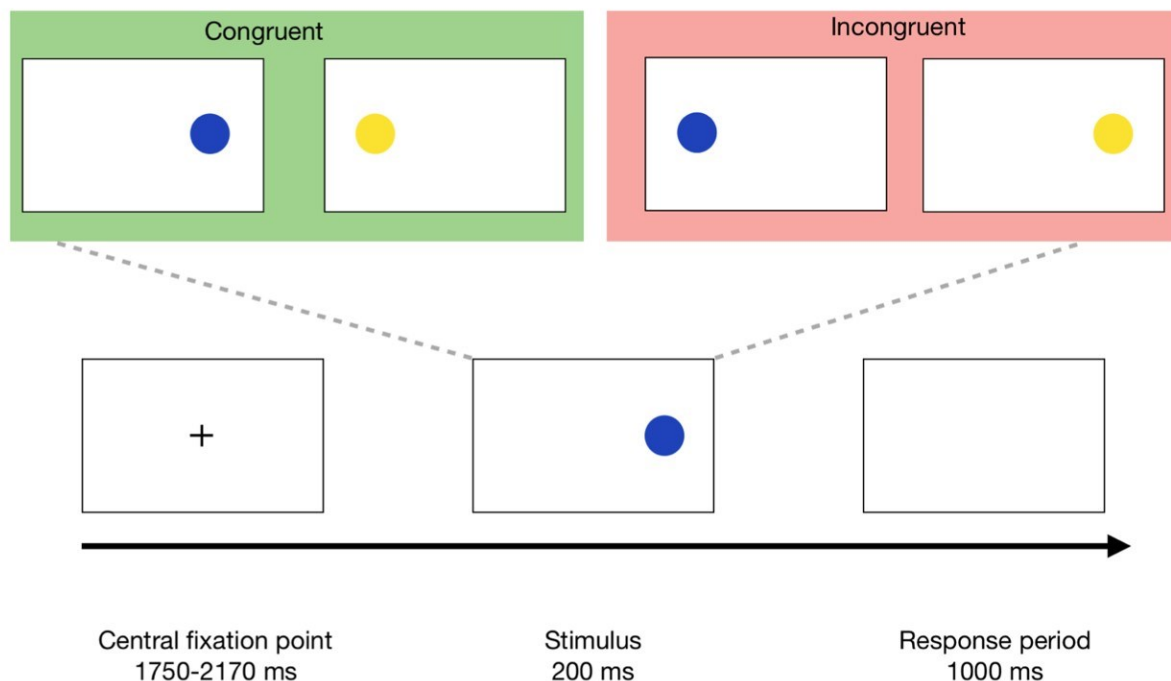 Congruent
Incongruent
Central fixation point
1750-2170 ms
Stimulus
200 ms
Response period
1000 ms